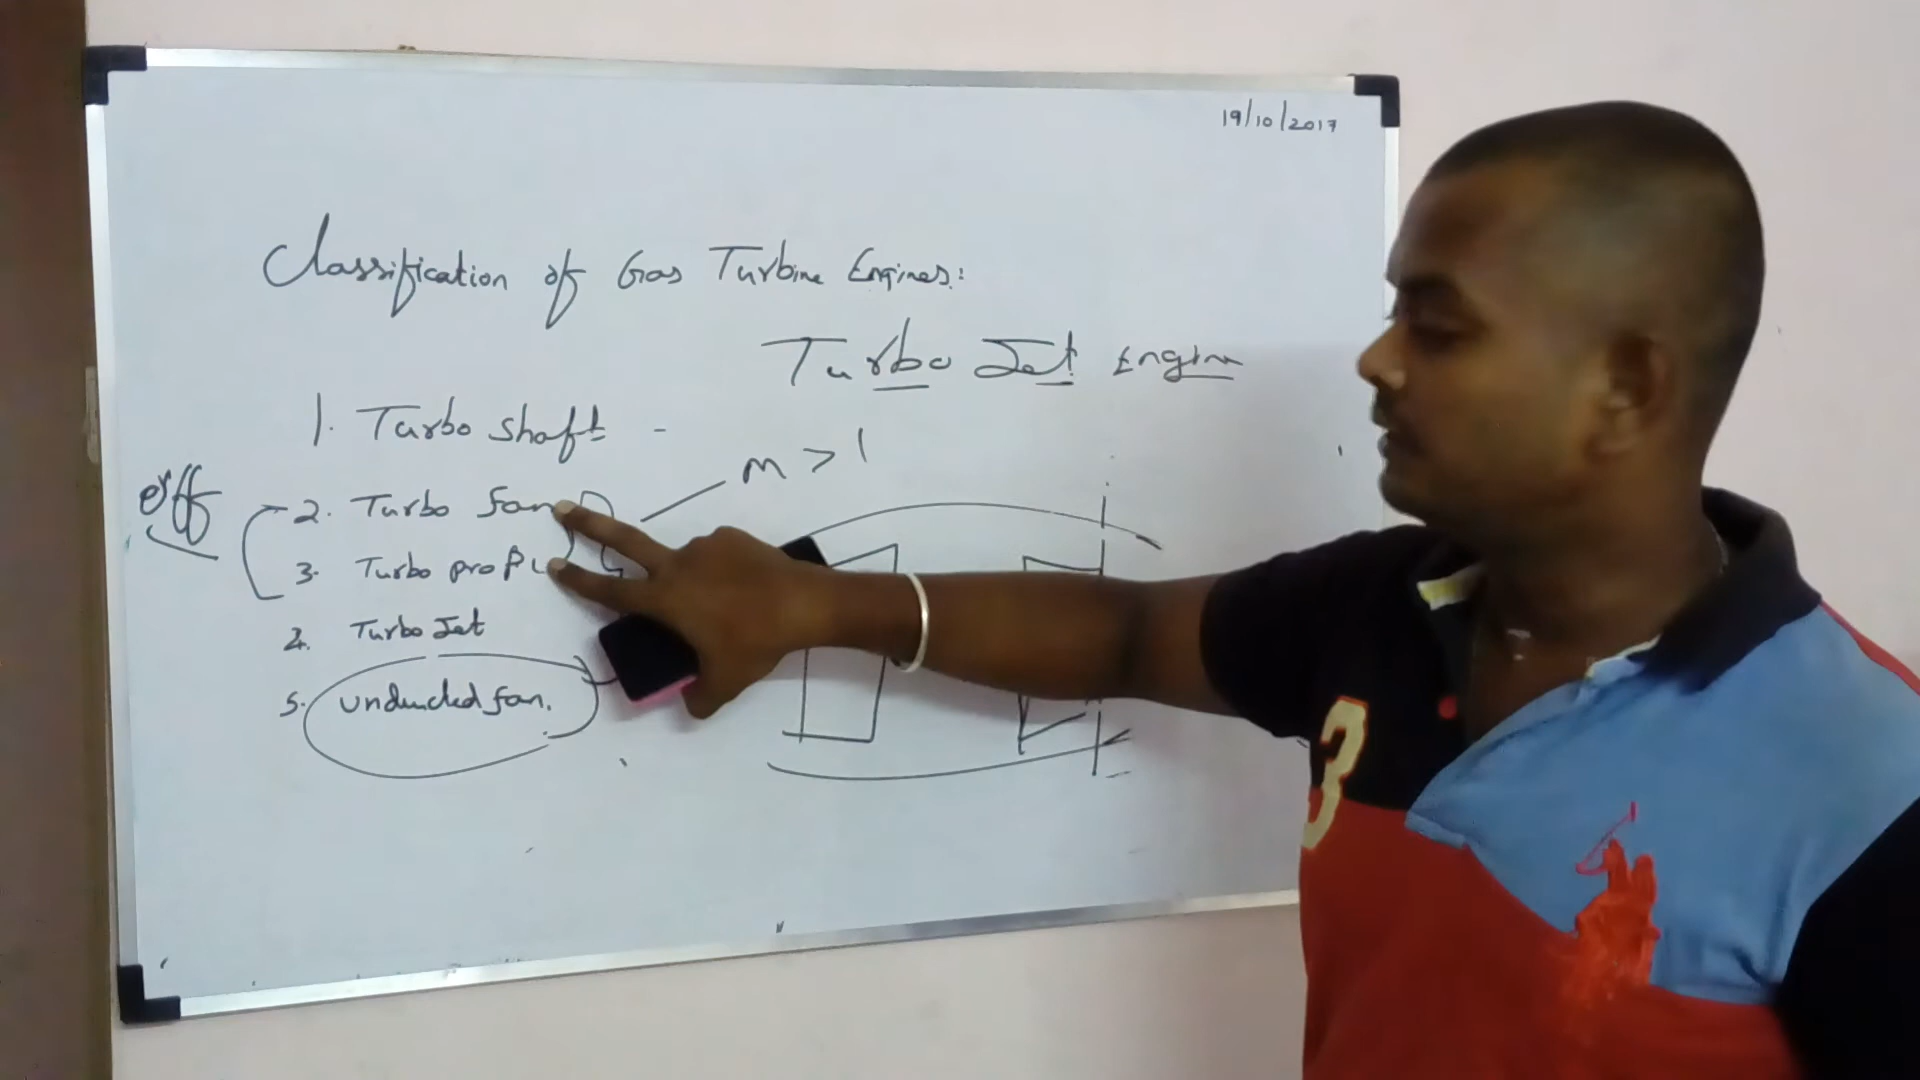 19/10/2017
Classification of Gas Turbine Engines:
Turbo Jet Engine
1. Turbo shaft -
m > 1
eff
2. Turbo fan
3. Turbo prop
4. Turbo Jet
5. unducted fan.
3